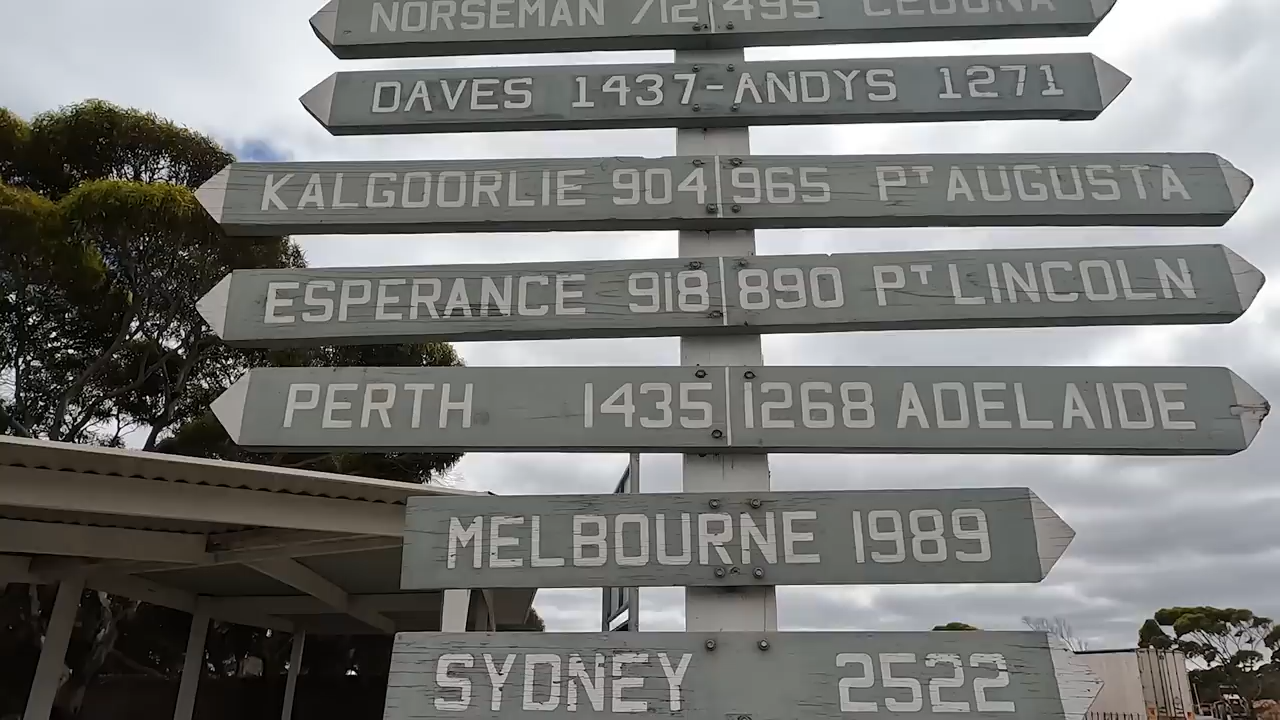 NORSEMAN 712 495 CEDUNA
DAVES 1437-ANDYS 1271
KALGOORLIE 904 965 PT AUGUSTA
ESPERANCE 918 890 PT LINCOLN
PERTH 1435 1268 ADELAIDE
MELBOURNE 1989
SYDNEY 2522